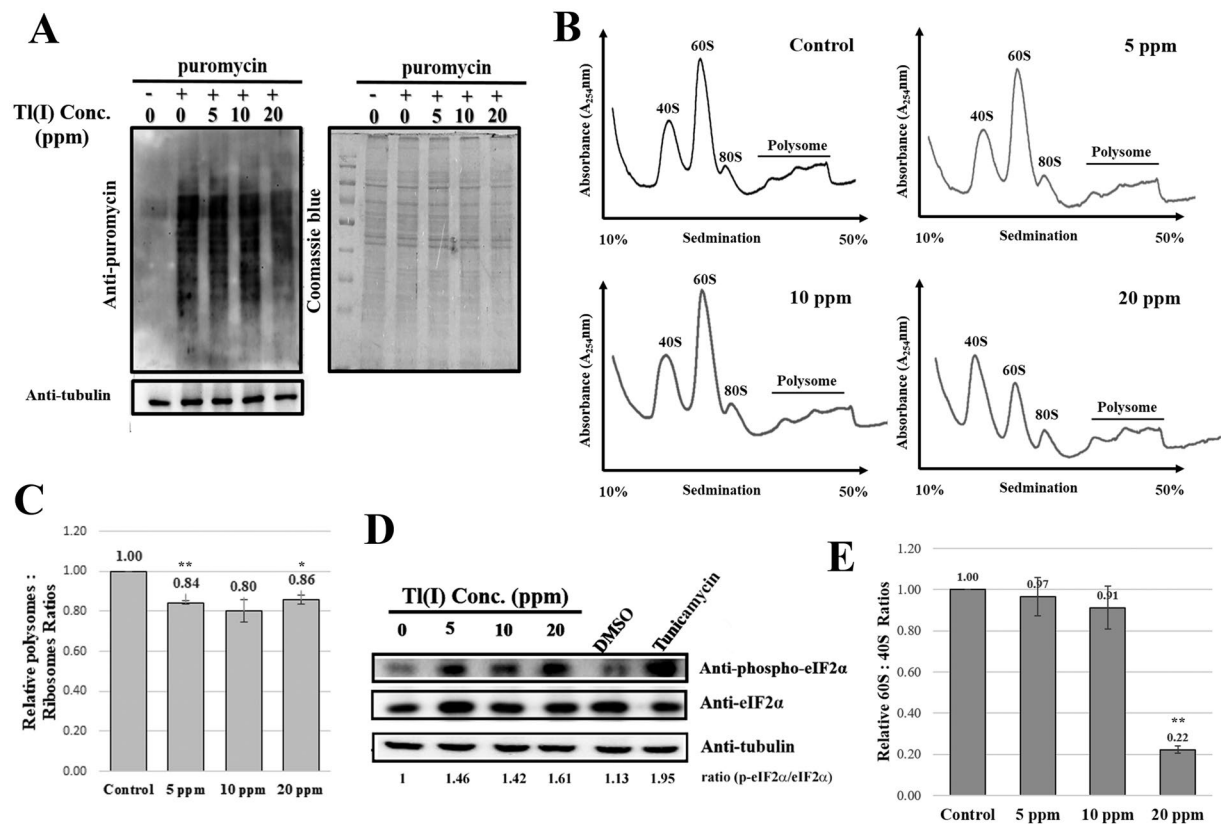 A
puromycin
- + + + +
Tl(I) Conc. 0 0 5 10 20
(ppm)
Anti-puromycin
Anti-tubulin
puromycin
- + + + +
0 0 5 10 20
Coomassie blue
B
Control
Absorbance (A254nm)
40S
60S
80S
Polysome
10% Sedmination 50%
5 ppm
Absorbance (A254nm)
40S
60S
80S
Polysome
10% Sedmination 50%
10 ppm
Absorbance (A254nm)
40S
60S
80S
Polysome
10% Sedmination 50%
20 ppm
Absorbance (A254nm)
40S
60S
80S
Polysome
10% Sedmination 50%
C
Relative polysomes :
Ribosomes Ratios
1.20
1.00
0.80
0.60
0.40
0.20
0.00
1.00
**
0.84
0.80
*
0.86
Control 5 ppm 10 ppm 20 ppm
D
Tl(I) Conc. (ppm)
0 5 10 20 DMSO Tunicamycin
Anti-phospho-eIF2α
Anti-eIF2α
Anti-tubulin
1 1.46 1.42 1.61 1.13 1.95 ratio (p-eIF2α/eIF2α)
E
Relative 60S : 40S Ratios
1.20
1.00
0.80
0.60
0.40
0.20
0.00
1.00
0.97
0.91
**
0.22
Control 5 ppm 10 ppm 20 ppm